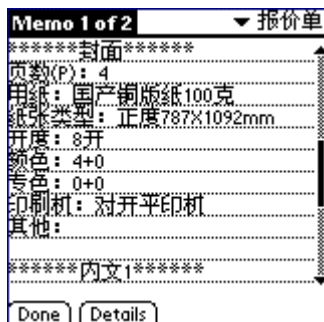 Memo 1 of 2 报价单
******封面******
页数(P)：4
用纸：国产铜版纸100克
纸张类型：正度787X1092mm
开度：8开
颜色：4+0
专色：0+0
印刷机：对开平印机
其他：
******内文1******
Done Details